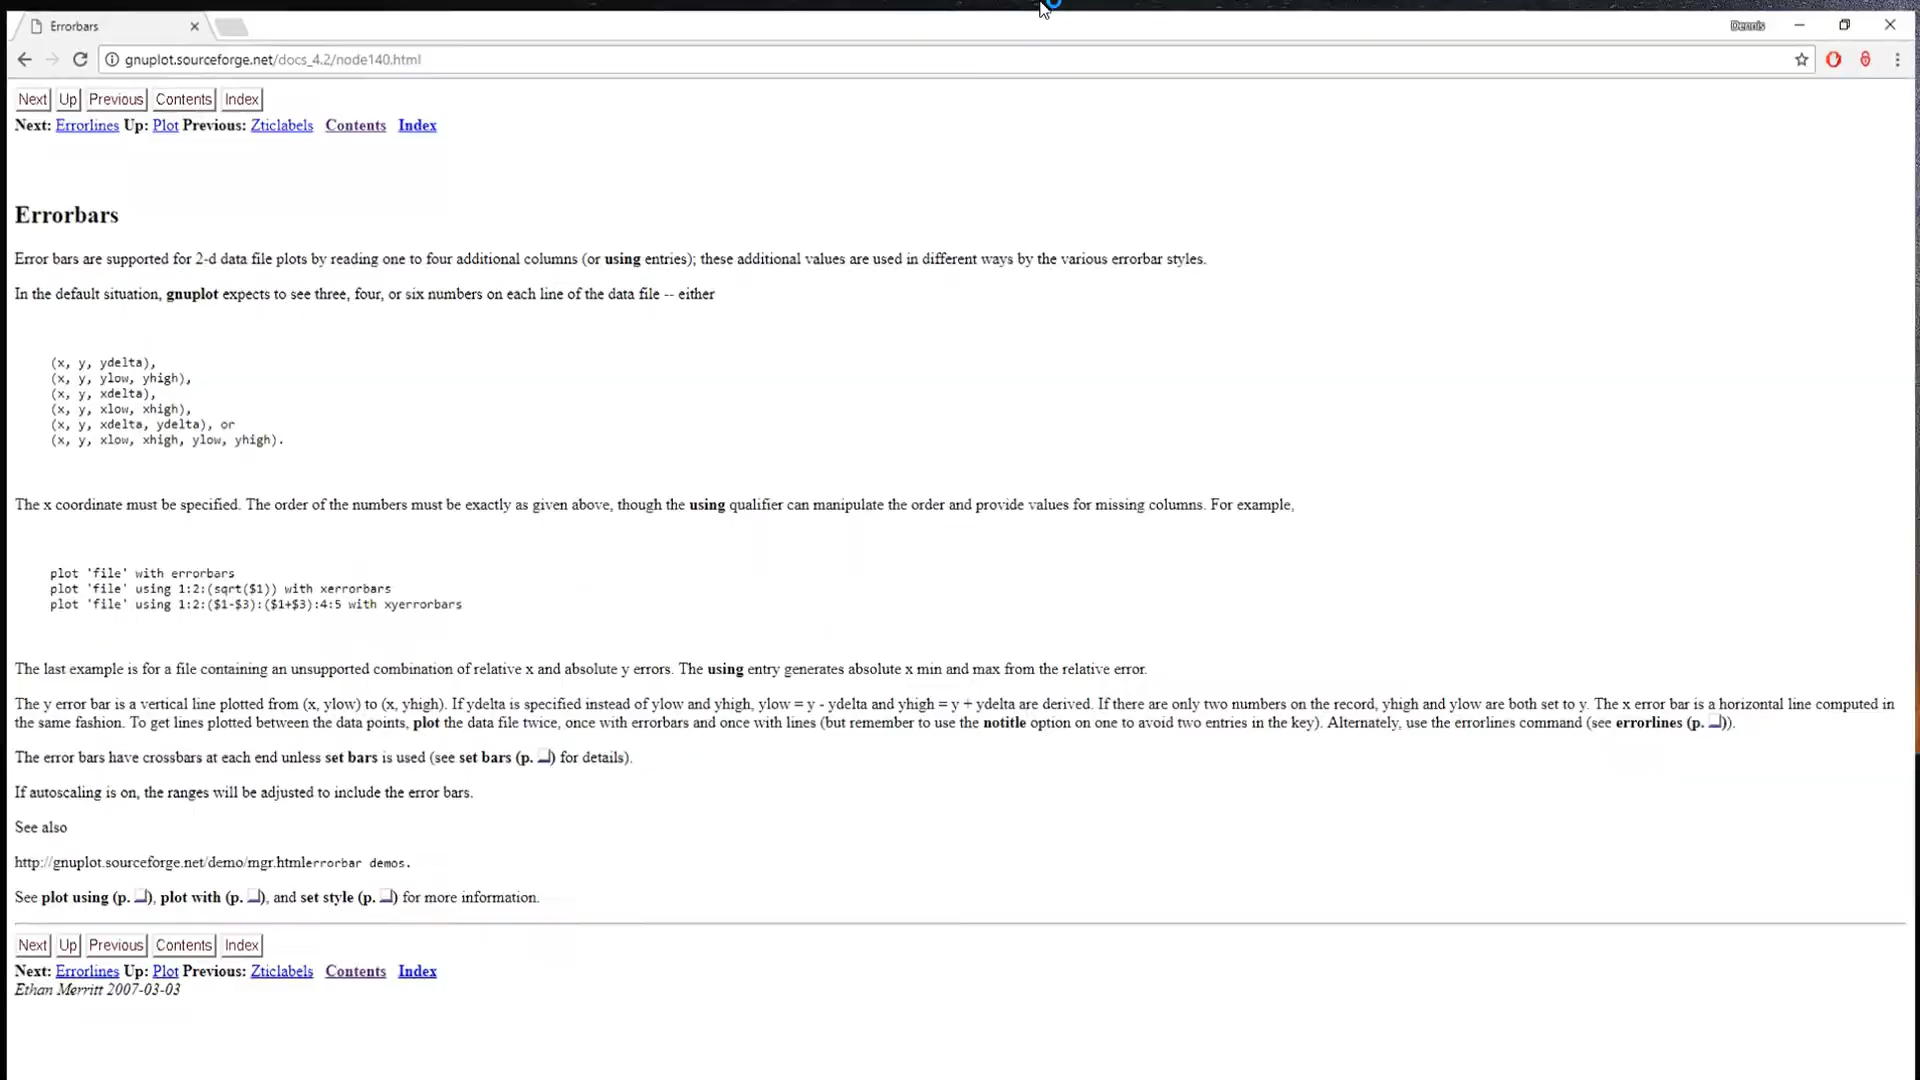 Errorbars
Dennis
gnuplot.sourceforge.net/docs_4.2/node140.html
Next Up Previous Contents Index
Next: Errorlines Up: Plot Previous: Zticlabels Contents Index
Errorbars
Error bars are supported for 2-d data file plots by reading one to four additional columns (or using entries); these additional values are used in different ways by the various errorbar styles.
In the default situation, gnuplot expects to see three, four, or six numbers on each line of the data file -- either
(x, y, ydelta),
(x, y, ylow, yhigh),
(x, y, xdelta),
(x, y, xlow, xhigh),
(x, y, xdelta, ydelta), or
(x, y, xlow, xhigh, ylow, yhigh).
The x coordinate must be specified. The order of the numbers must be exactly as given above, though the using qualifier can manipulate the order and provide values for missing columns. For example,
plot 'file' with errorbars
plot 'file' using 1:2:(sqrt($1)) with xerrorbars
plot 'file' using 1:2:($1-$3):($1+$3):4:5 with xyerrorbars
The last example is for a file containing an unsupported combination of relative x and absolute y errors. The using entry generates absolute x min and max from the relative error.
The y error bar is a vertical line plotted from (x, ylow) to (x, yhigh). If ydelta is specified instead of ylow and yhigh, ylow = y - ydelta and yhigh = y + ydelta are derived. If there are only two numbers on the record, yhigh and ylow are both set to y. The x error bar is a horizontal line computed in
the same fashion. To get lines plotted between the data points, plot the data file twice, once with errorbars and once with lines (but remember to use the notitle option on one to avoid two entries in the key). Alternately, use the errorlines command (see errorlines (p. )).
The error bars have crossbars at each end unless set bars is used (see set bars (p. ) for details).
If autoscaling is on, the ranges will be adjusted to include the error bars.
See also
http://gnuplot.sourceforge.net/demo/mgr.htmlerrorbar demos.
See plot using (p. ), plot with (p. ), and set style (p. ) for more information.
Next Up Previous Contents Index
Next: Errorlines Up: Plot Previous: Zticlabels Contents Index
Ethan Merritt 2007-03-03